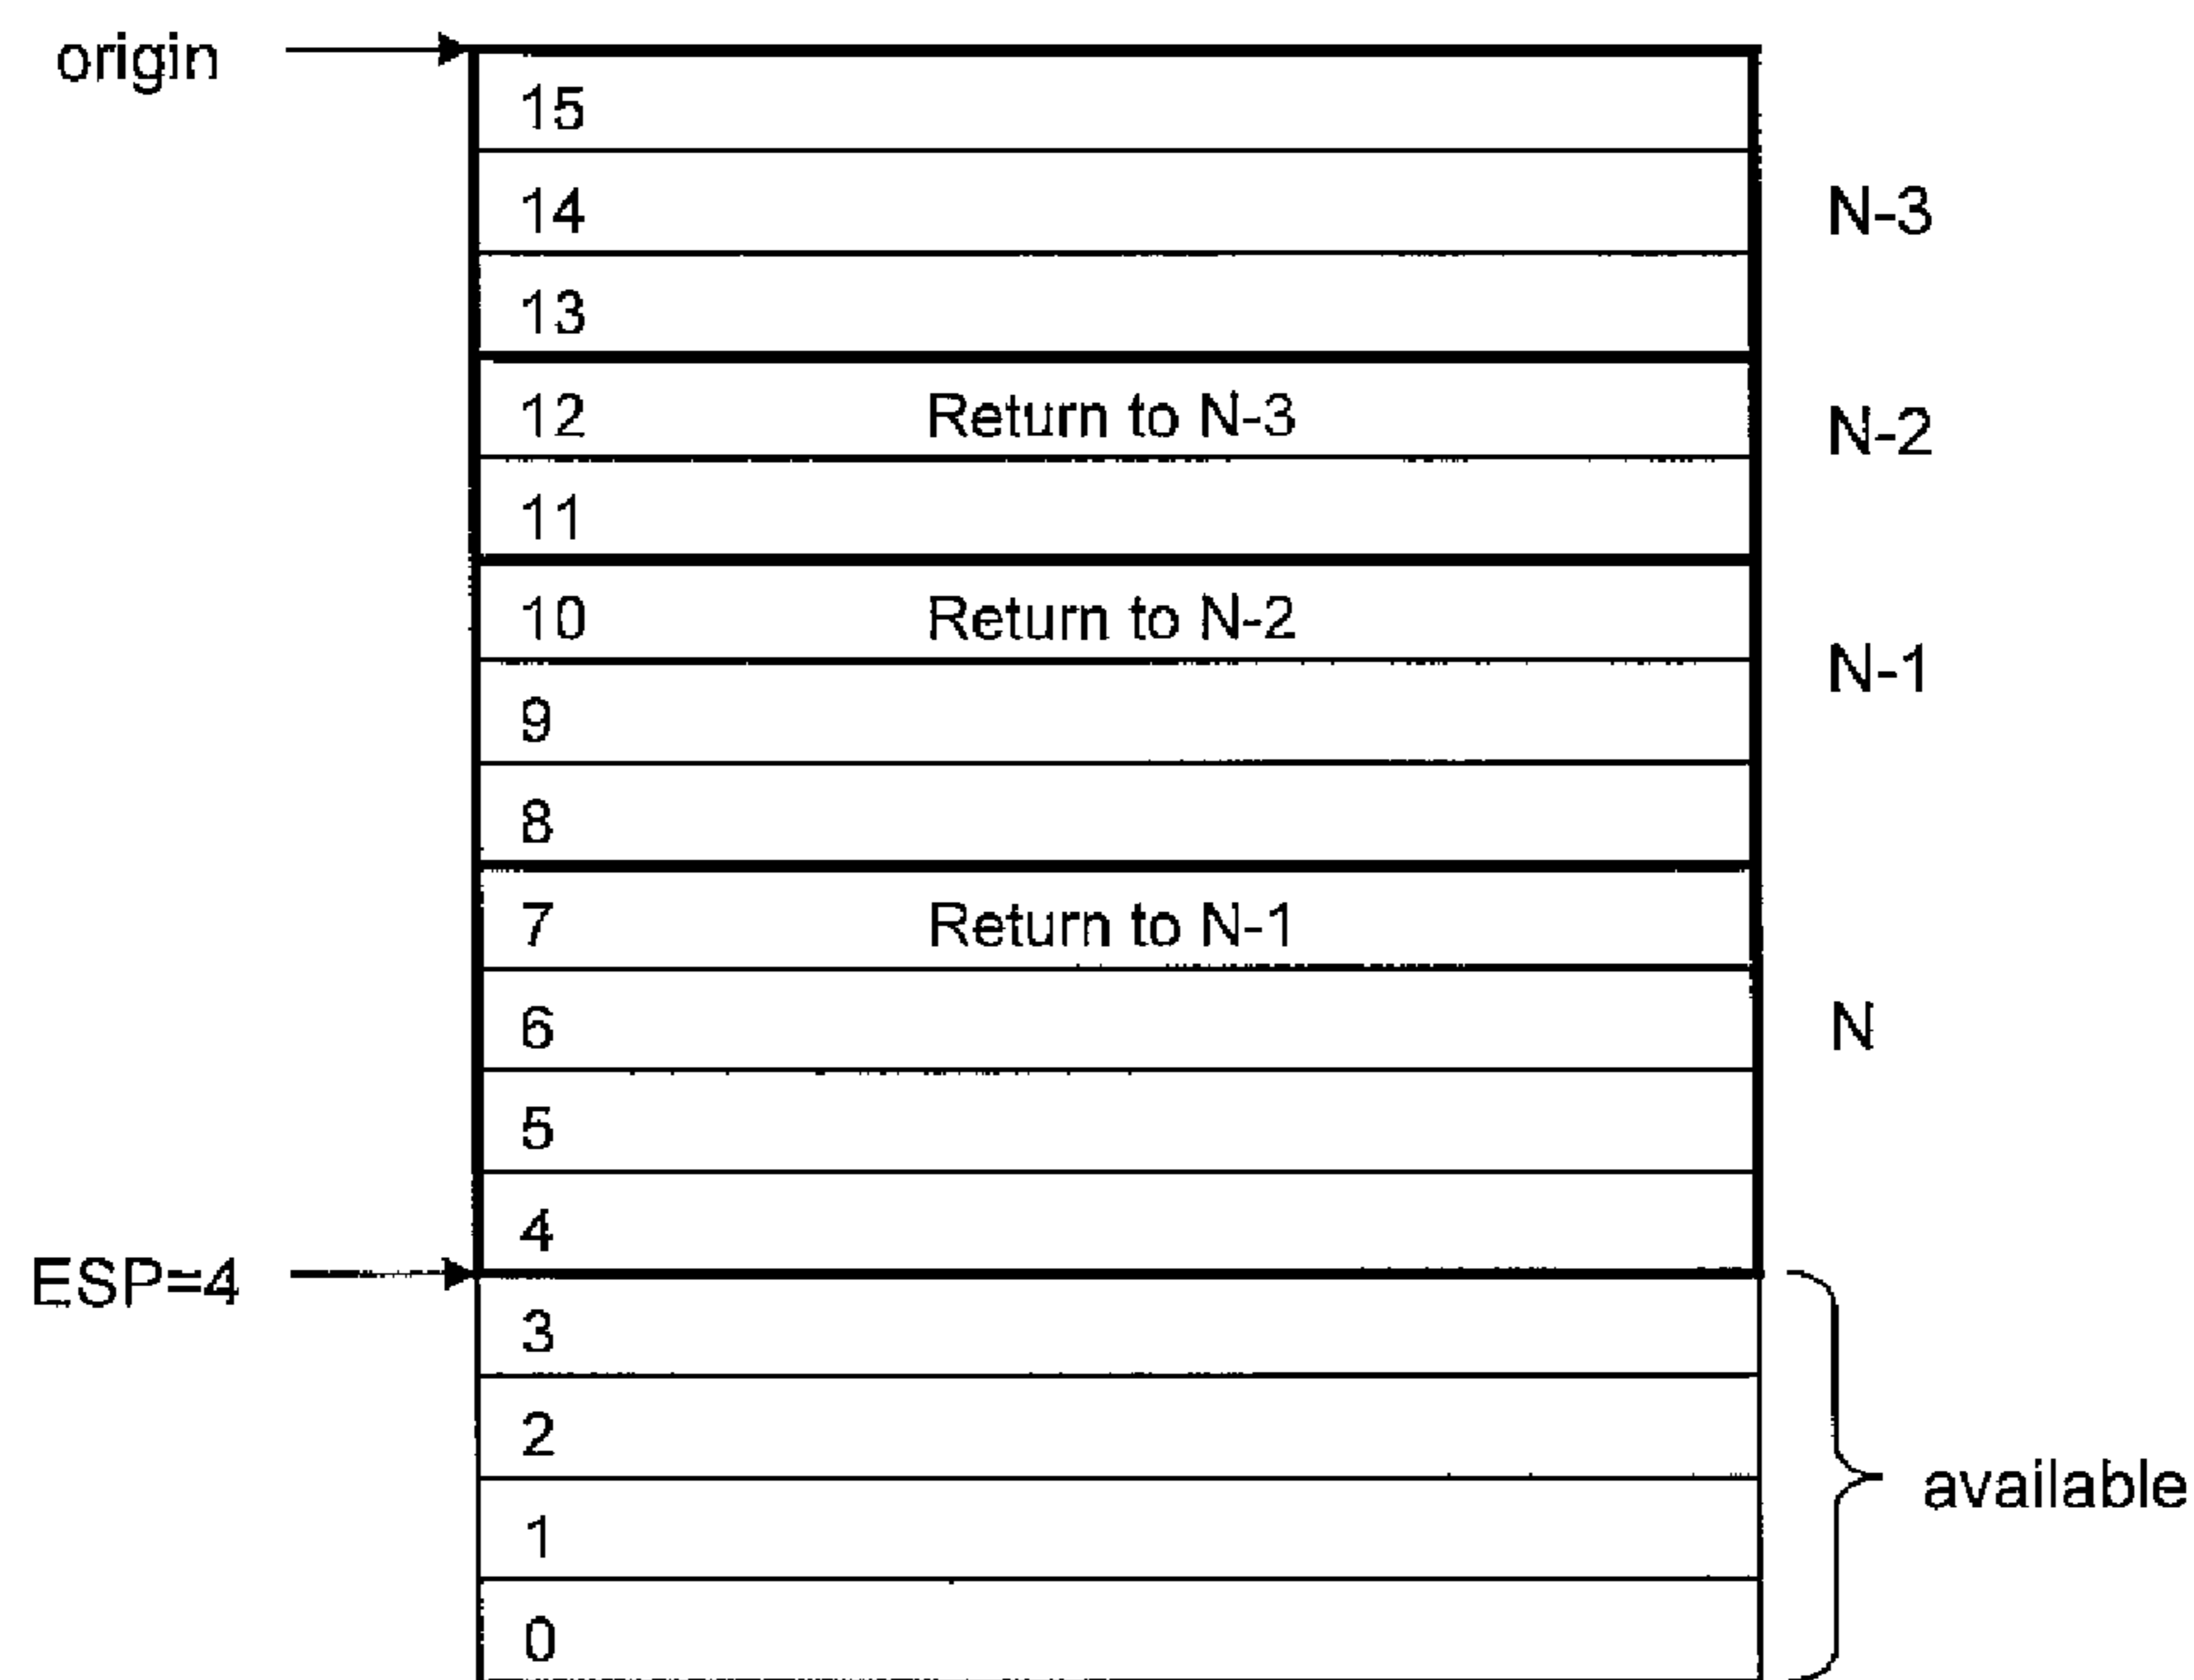 origin
15
14 N-3
13
12 Return to N-3 N-2
11
10 Return to N-2
9 N-1
8
7 Return to N-1
6 N
5
4
ESP=4
3
2
1 available
0